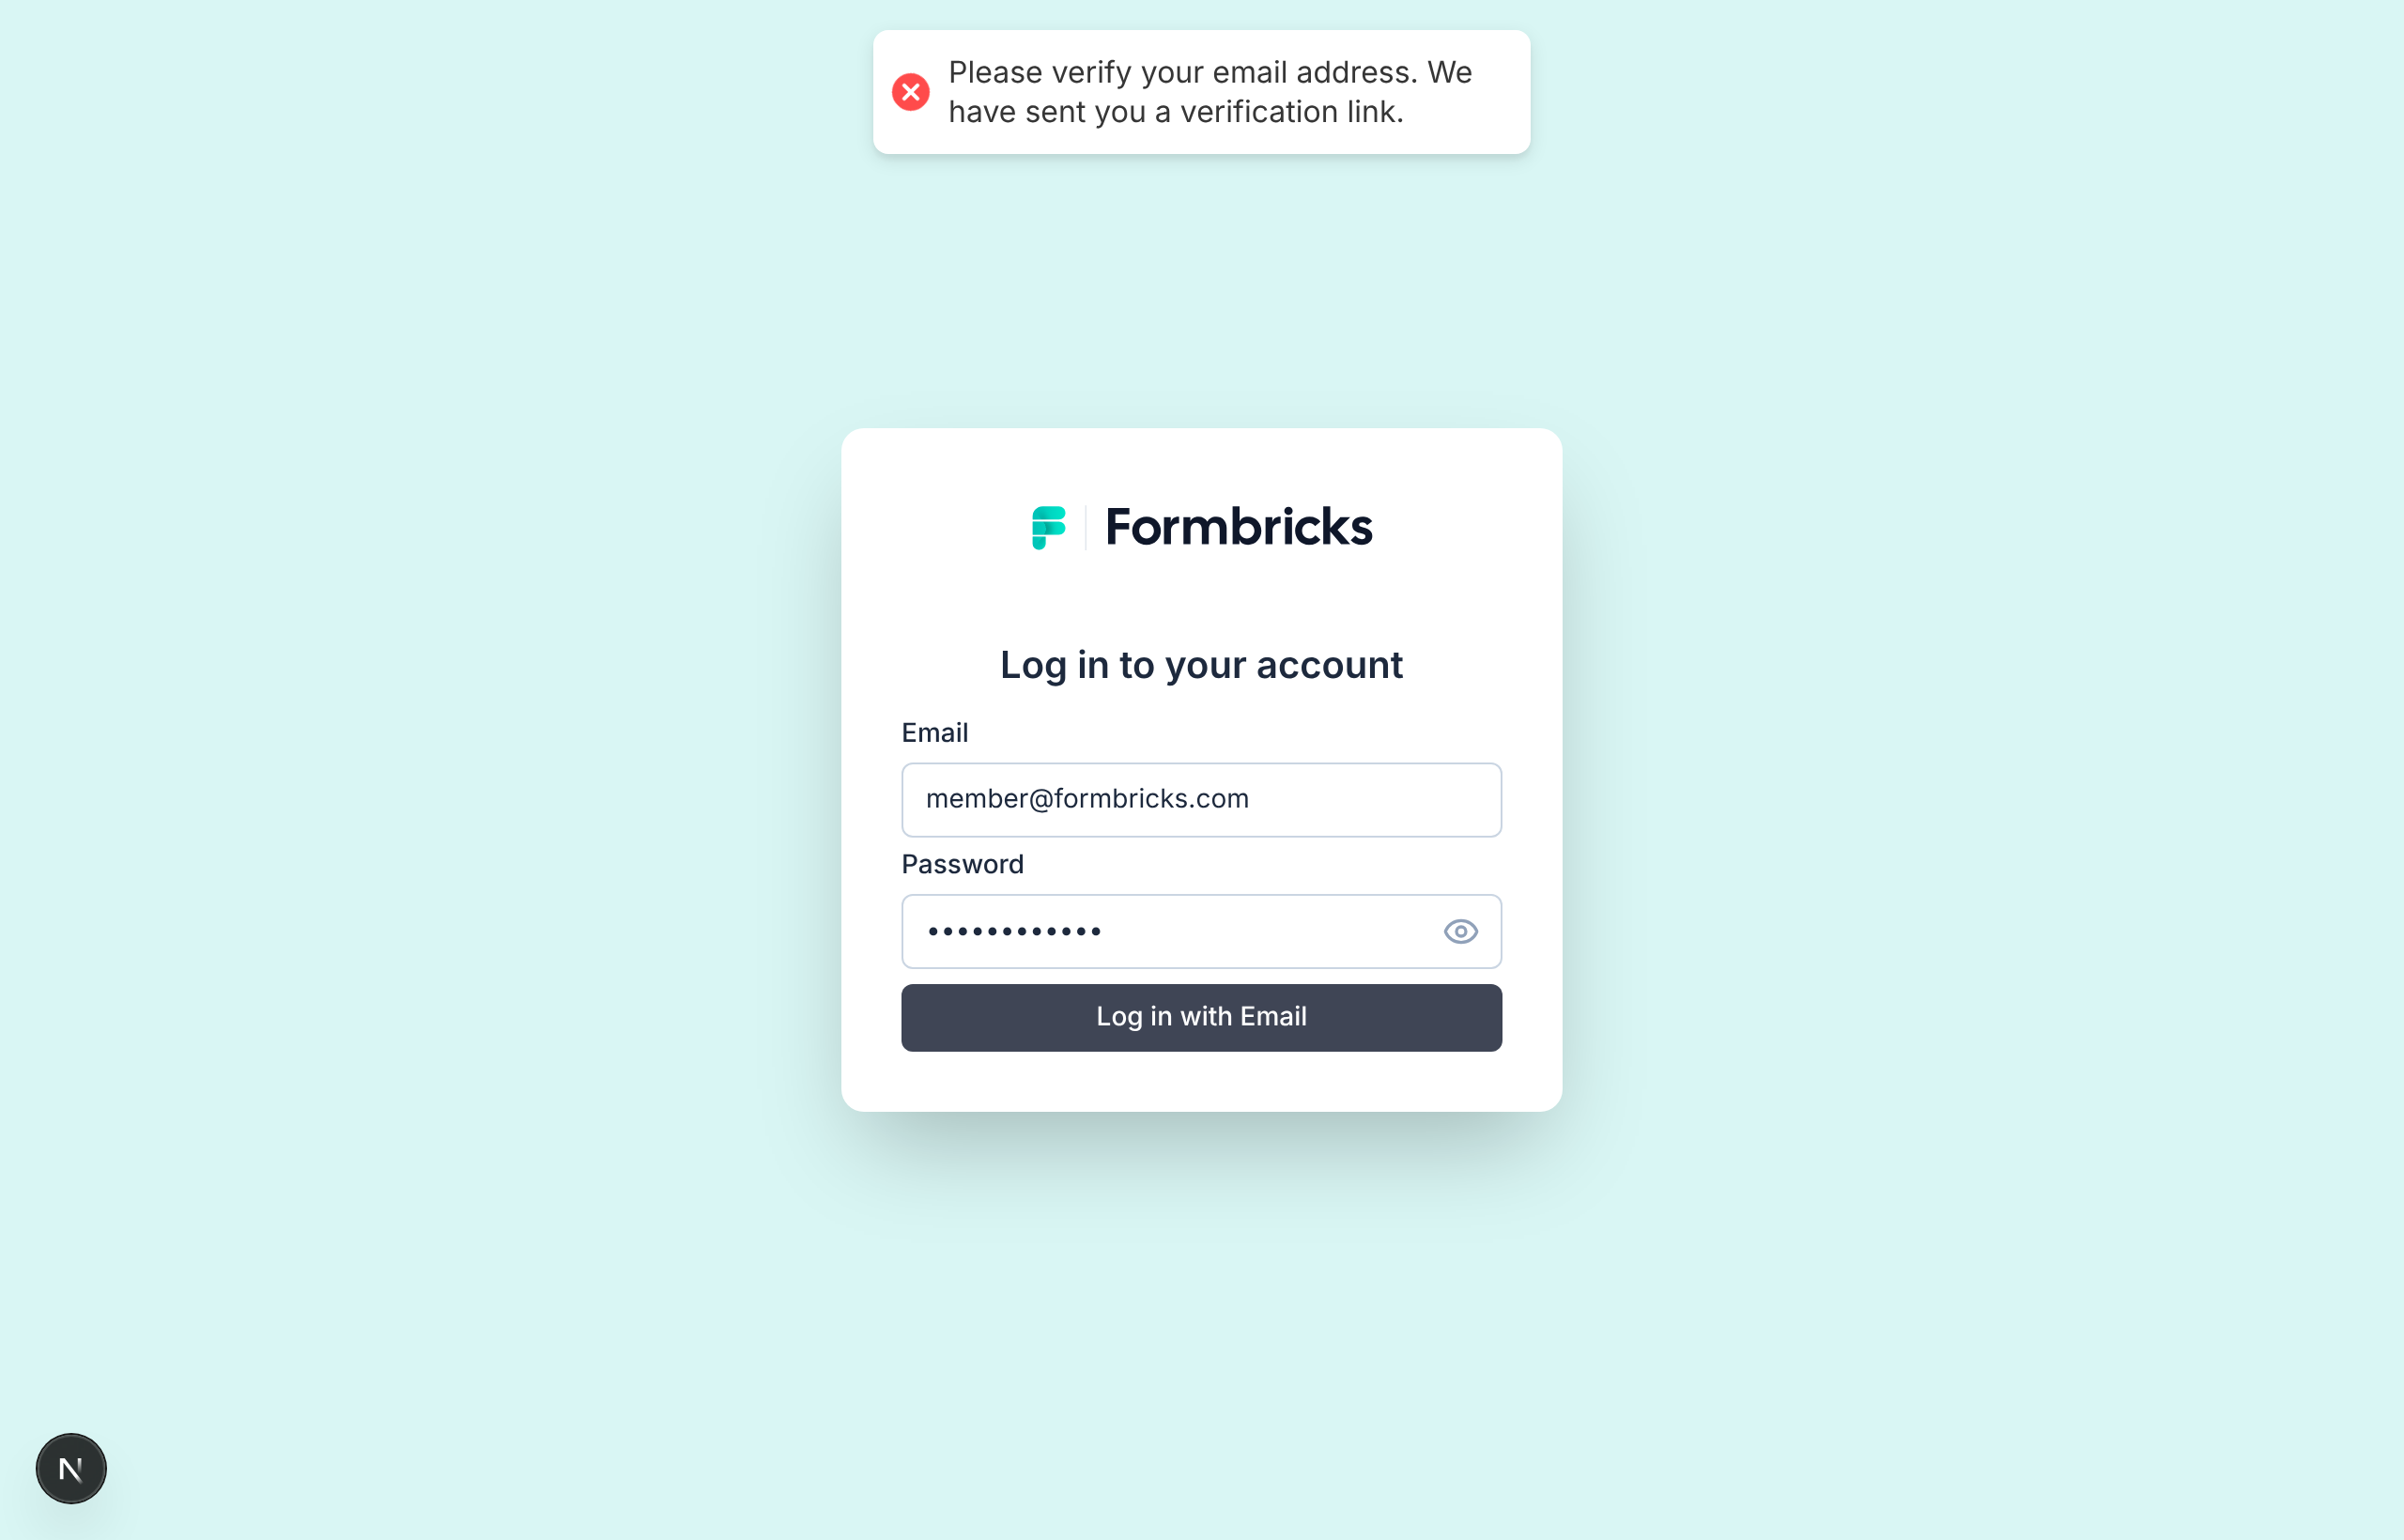 Please verify your email address. We
have sent you a verification link.
Formbricks
Log in to your account
Email
member@formbricks.com
Password
••••••••••••
Log in with Email
N